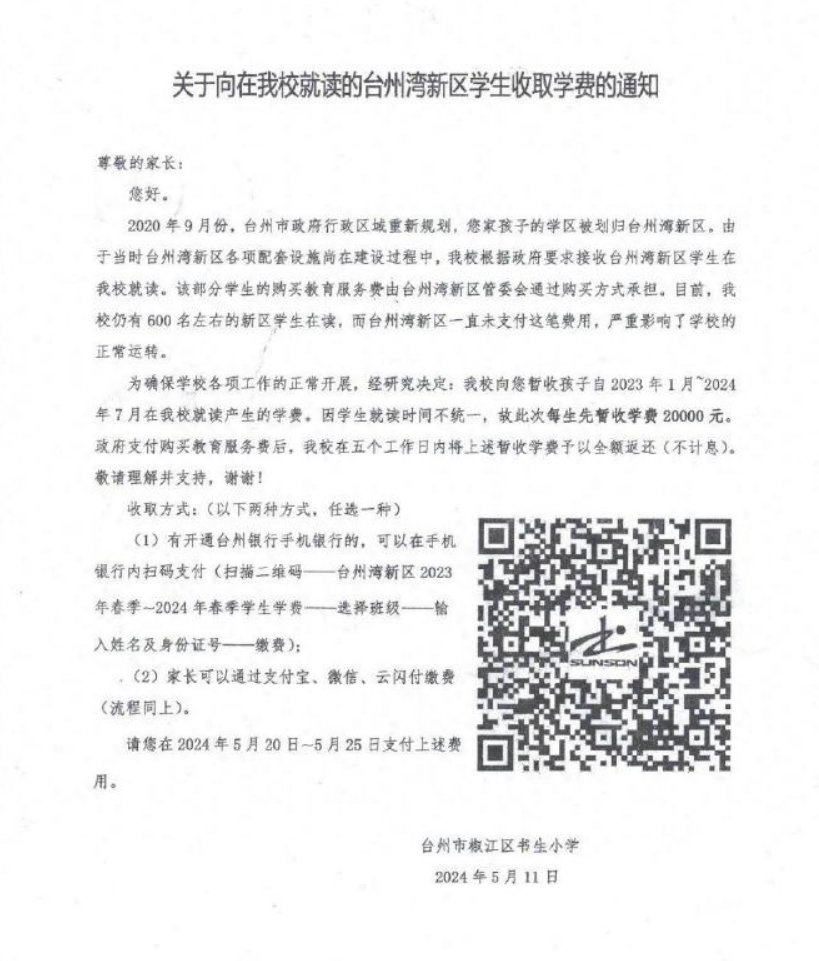 关于向在我校就读的台州湾新区学生收取学费的通知
尊敬的家长：
您好。
2020 年 9 月份，台州市政府行政区域重新规划，您家孩子的学区被划归台州湾新区。由
于当时台州湾新区各项配套设施尚在建设过程中，我校根据政府要求接收台州湾新区学生在
我校就读。该部分学生的购买教育服务费由台州湾新区管委会通过购买方式承担。目前，我
校仍有 600 名左右的新区学生在读，而台州湾新区一直未支付这笔费用，严重影响了学校的
正常运转。
为确保学校各项工作的正常开展，经研究决定：我校向您暂收孩子自 2023 年 1 月~2024
年 7 月在我校就读产生的学费。因学生就读时间不统一，故此次每生先暂收学费 20000 元。
政府支付购买教育服务费后，我校在五个工作日内将上述暂收学费予以全额返还（不计息）。
敬请理解并支持，谢谢！
收取方式：（以下两种方式，任选一种）
（1）有开通台州银行手机银行的，可以在手机
银行内扫码支付（扫描二维码——台州湾新区 2023
年春季~2024 年春季学生学费——选择班级——输
入姓名及身份证号——缴费）；
（2）家长可以通过支付宝、微信、云闪付缴费
（流程同上）。
请您在 2024 年 5 月 20 日~5 月 25 日支付上述费
用。
SUNSON
台州市椒江区书生小学
2024 年 5 月 11 日